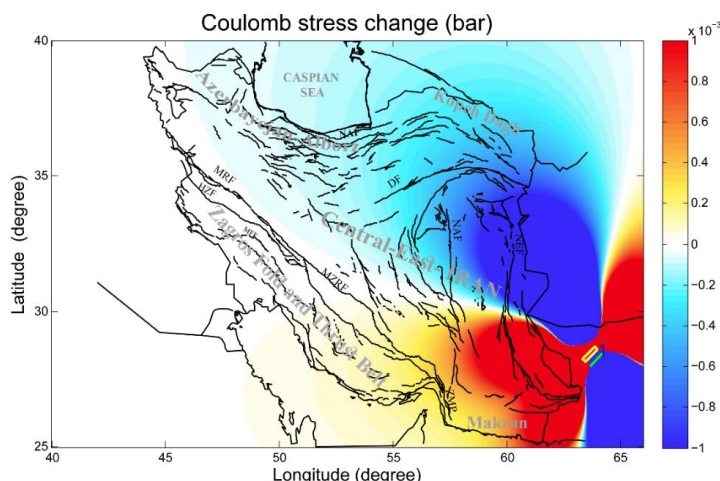 Coulomb stress change (bar)
x 10⁻³
40
35
30
25
Latitude (degree)
40
45
50
55
60
65
Longitude (degree)
1
0.8
0.6
0.4
0.2
0
−0.2
−0.4
−0.6
−0.8
−1
CASPIAN
SEA
Azerbayejan-Alborz
Kopeh Dagh
MRF
HZF
DF
NAF
Central-East-IRAN
MZRF
Zagros Fold and Thrust Belt
Makran